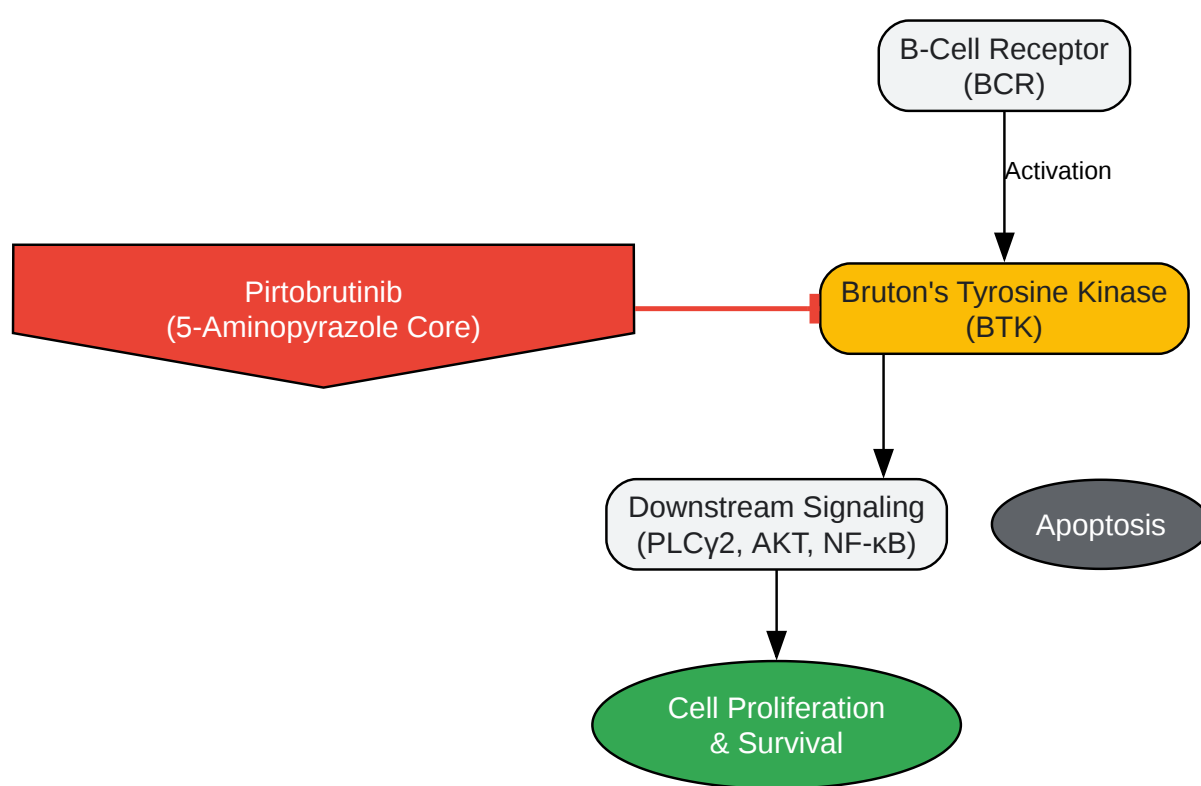 B-Cell Receptor
(BCR)
Activation
Pirtobrutinib
(5-Aminopyrazole Core)
Bruton's Tyrosine Kinase
(BTK)
Downstream Signaling
(PLCγ2, AKT, NF-κB)
Apoptosis
Cell Proliferation
& Survival